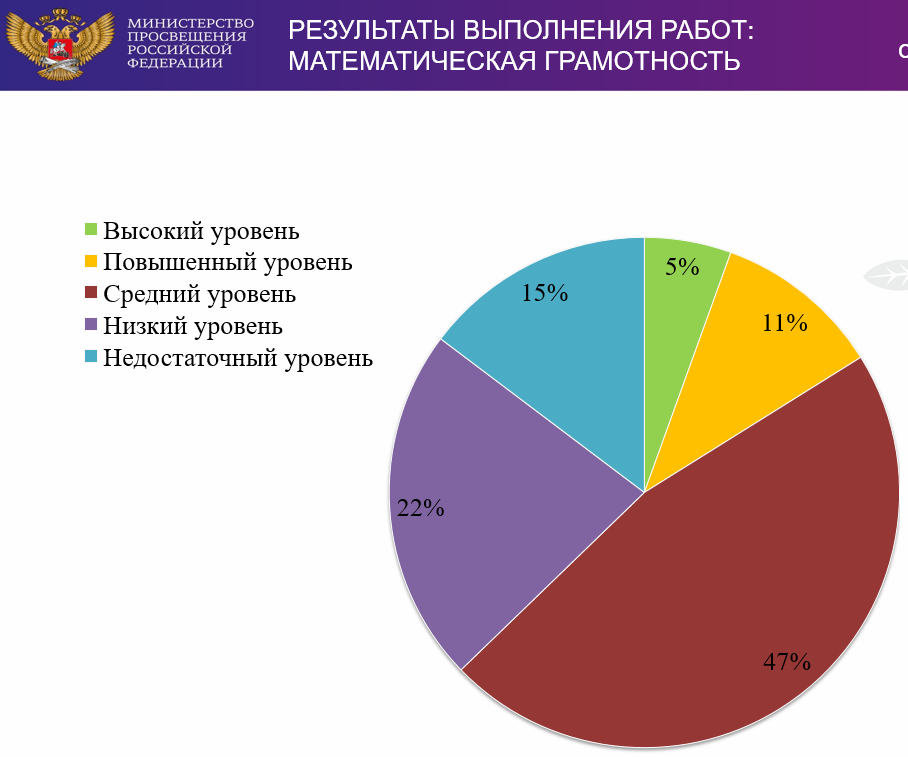 МИНИСТЕРСТВО
ПРОСВЕЩЕНИЯ
РОССИЙСКОЙ
ФЕДЕРАЦИИ
РЕЗУЛЬТАТЫ ВЫПОЛНЕНИЯ РАБОТ:
МАТЕМАТИЧЕСКАЯ ГРАМОТНОСТЬ
Высокий уровень
Повышенный уровень
Средний уровень
Низкий уровень
Недостаточный уровень
5%
11%
47%
22%
15%